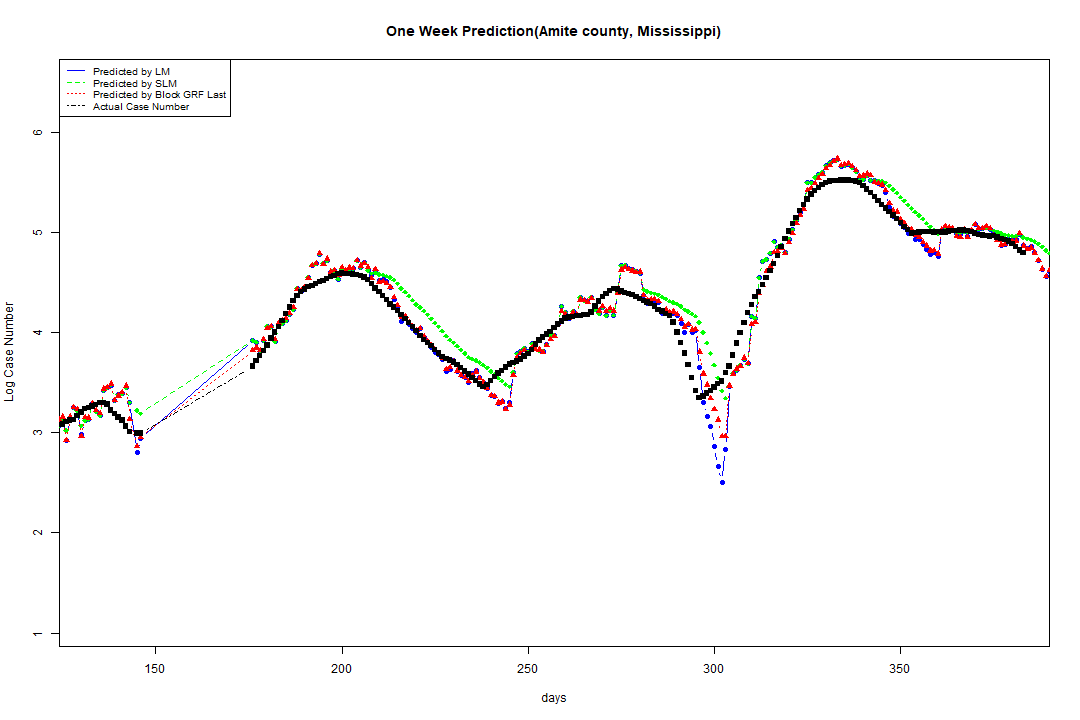 One Week Prediction(Amite county, Mississippi)
Predicted by LM
Predicted by SLM
Predicted by Block GRF Last
Actual Case Number
Log Case Number
6
5
4
3
2
1
150 200 250 300 350
days